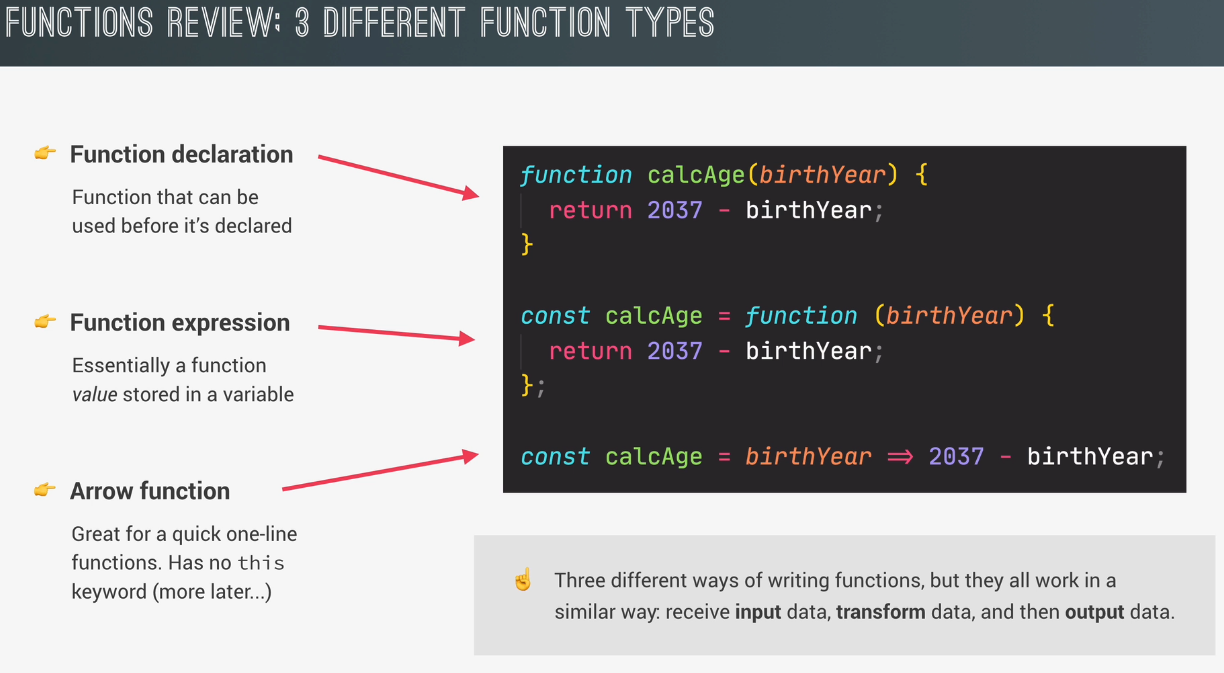 FUNCTIONS REVIEW; 3 DIFFERENT FUNCTION TYPES
👉 Function declaration
Function that can be
used before it’s declared
👉 Function expression
Essentially a function
value stored in a variable
👉 Arrow function
Great for a quick one-line
functions. Has no this
keyword (more later...)
function calcAge(birthYear) {
return 2037 - birthYear;
}
const calcAge = function (birthYear) {
return 2037 - birthYear;
};
const calcAge = birthYear => 2037 - birthYear;
☝️ Three different ways of writing functions, but they all work in a
similar way: receive input data, transform data, and then output data.